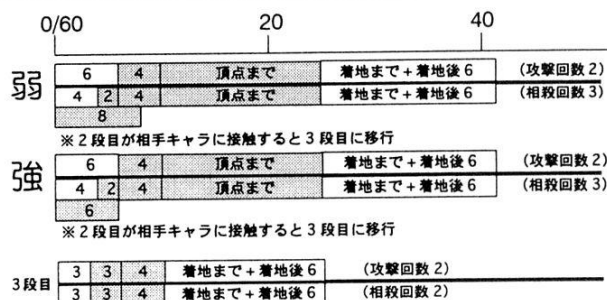 0/60 20 40
弱
6 4 頂点まで 着地まで+着地後6 (攻撃回数2)
4 2 4 頂点まで 着地まで+着地後6 (相殺回数3)
8
※2段目が相手キャラに接触すると3段目に移行
強
6 4 頂点まで 着地まで+着地後6 (攻撃回数2)
4 2 4 頂点まで 着地まで+着地後6 (相殺回数3)
6
※2段目が相手キャラに接触すると3段目に移行
3段目
3 3 4 着地まで+着地後6 (攻撃回数2)
3 3 4 着地まで+着地後6 (相殺回数2)